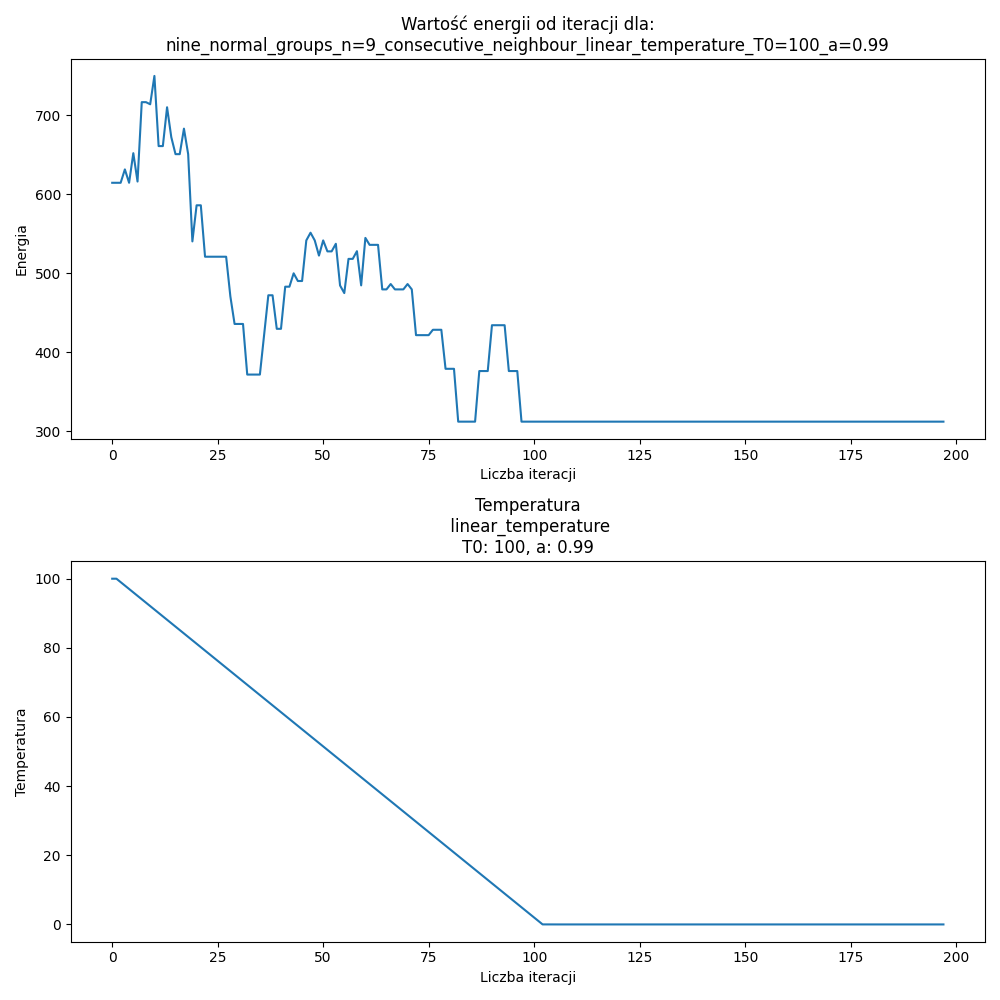 Wartość energii od iteracji dla:
nine_normal_groups_n=9_consecutive_neighbour_linear_temperature_T0=100_a=0.99
700
600
500
400
300
Energia
0 25 50 75 100 125 150 175 200
Liczba iteracji
Temperatura
linear_temperature
T0: 100, a: 0.99
100
80
60
40
20
0
Temperatura
0 25 50 75 100 125 150 175 200
Liczba iteracji